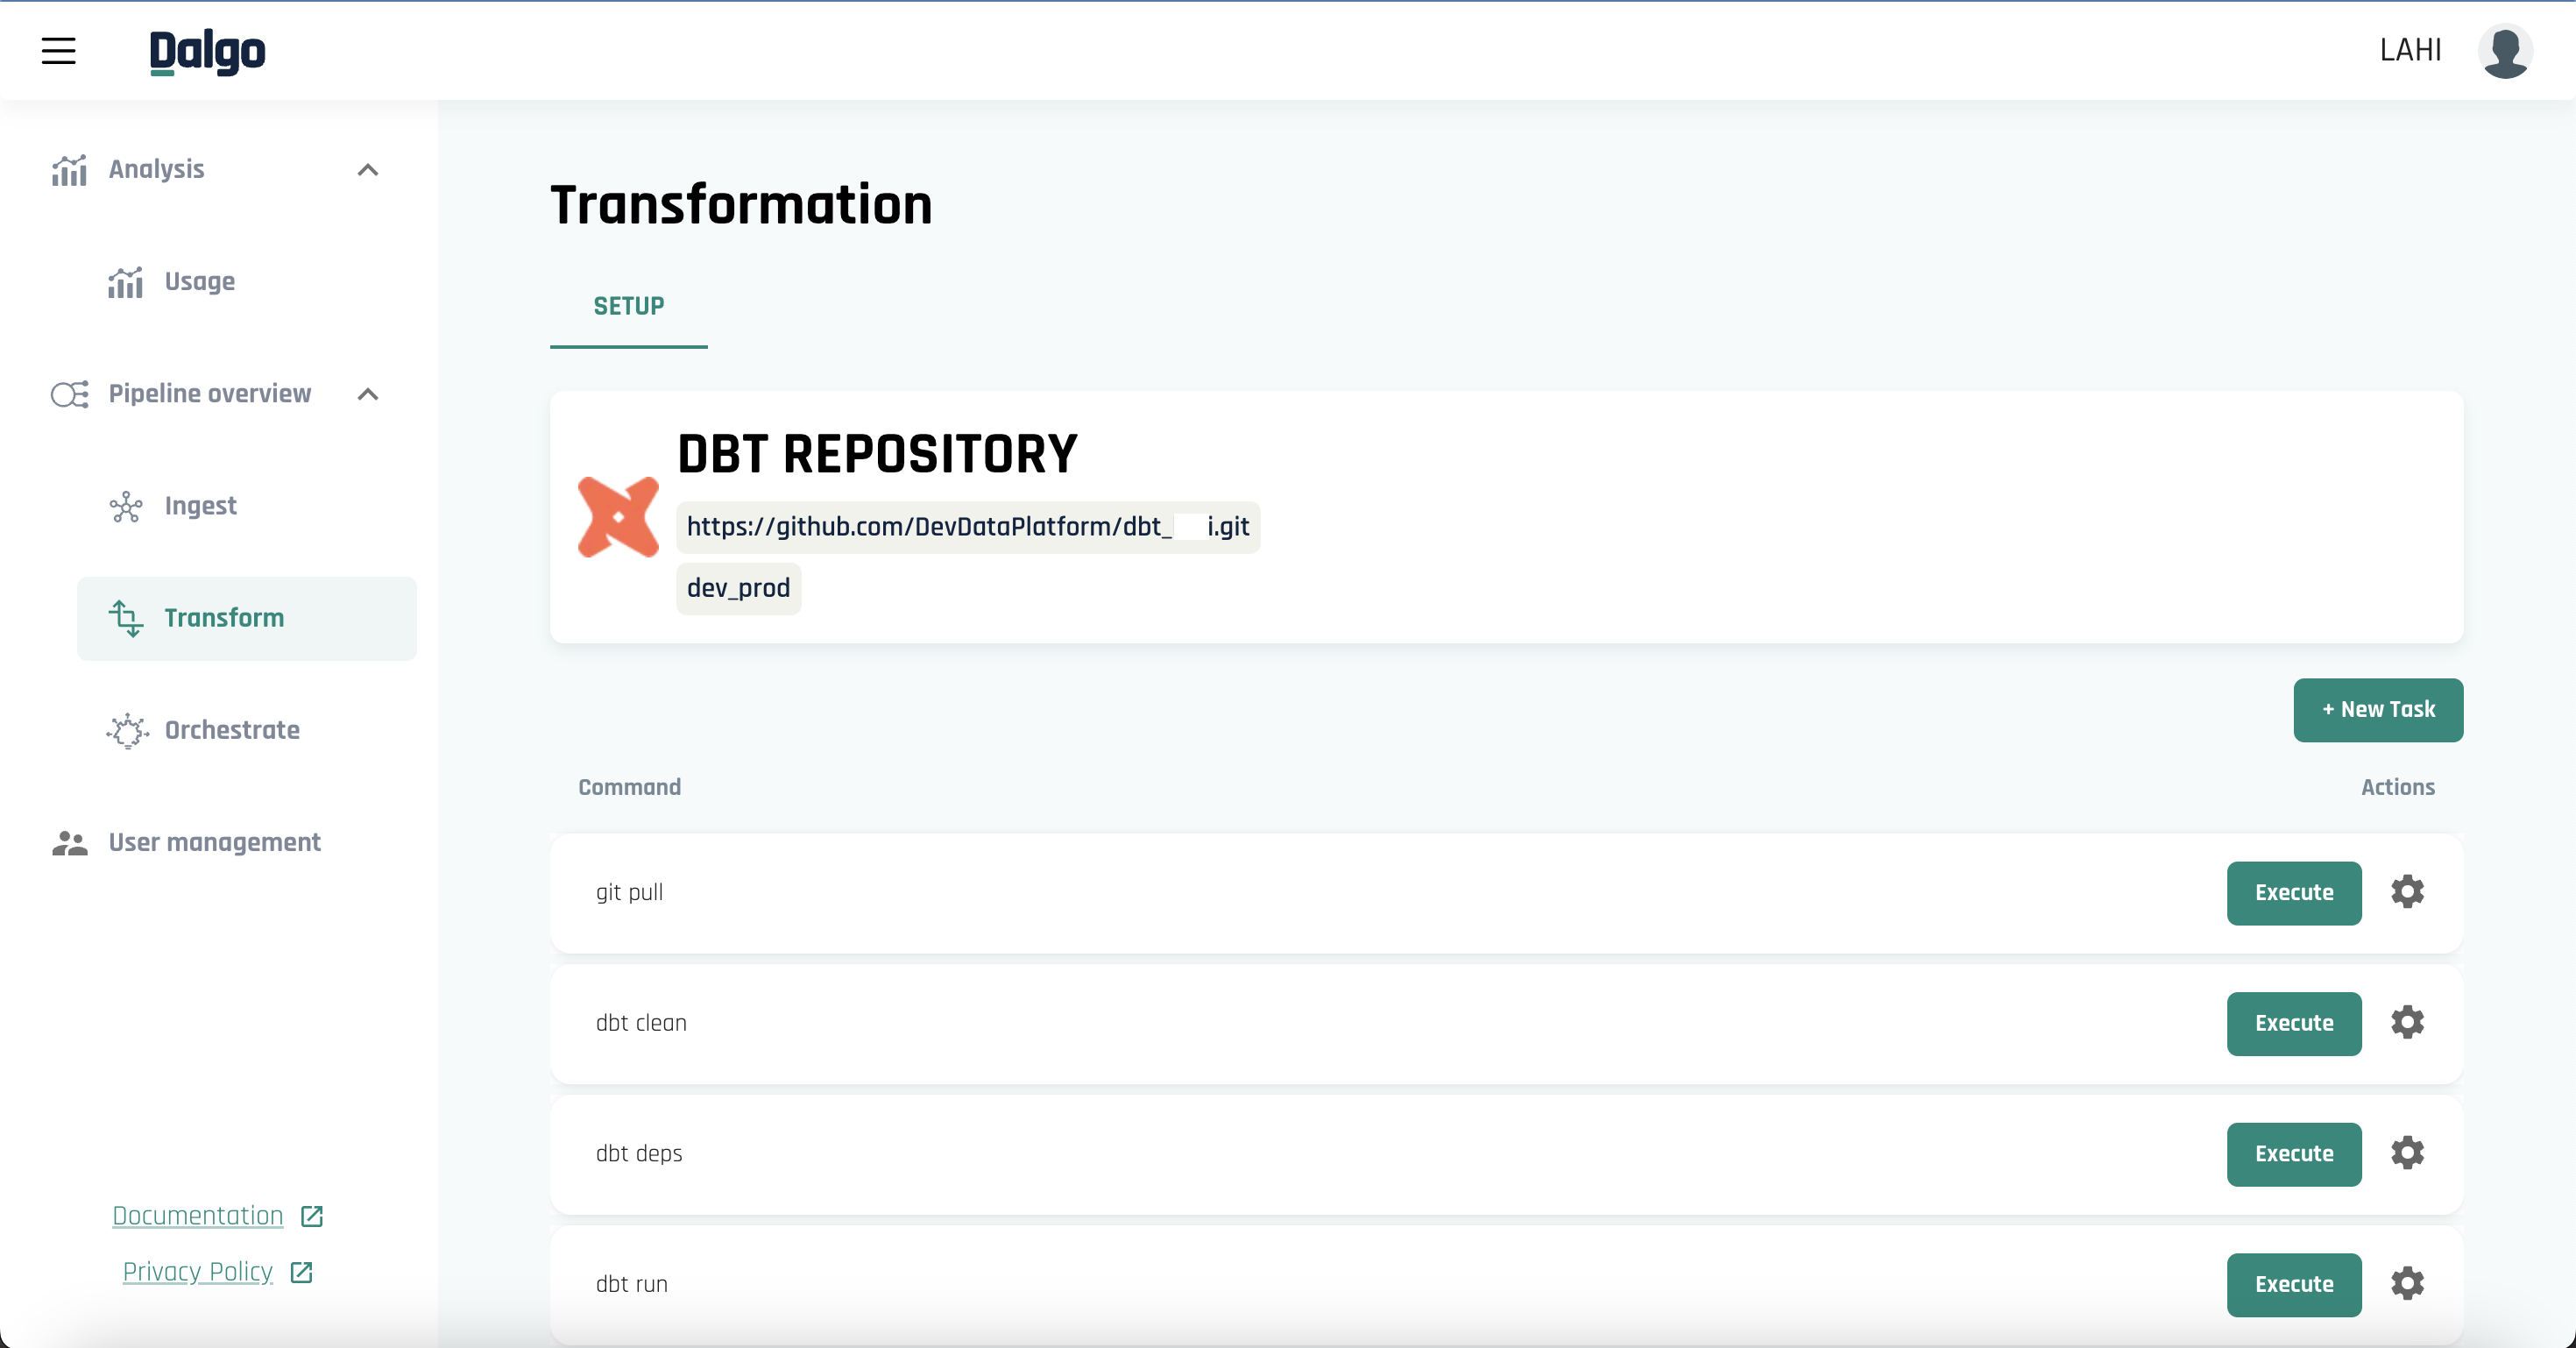 Dalgo
LAHI
Analysis
Usage
Pipeline overview
Ingest
Transform
Orchestrate
User management
Documentation
Privacy Policy
Transformation
SETUP
DBT REPOSITORY
https://github.com/DevDataPlatform/dbt_ i.git
dev_prod
+ New Task
Command Actions
git pull Execute
dbt clean Execute
dbt deps Execute
dbt run Execute